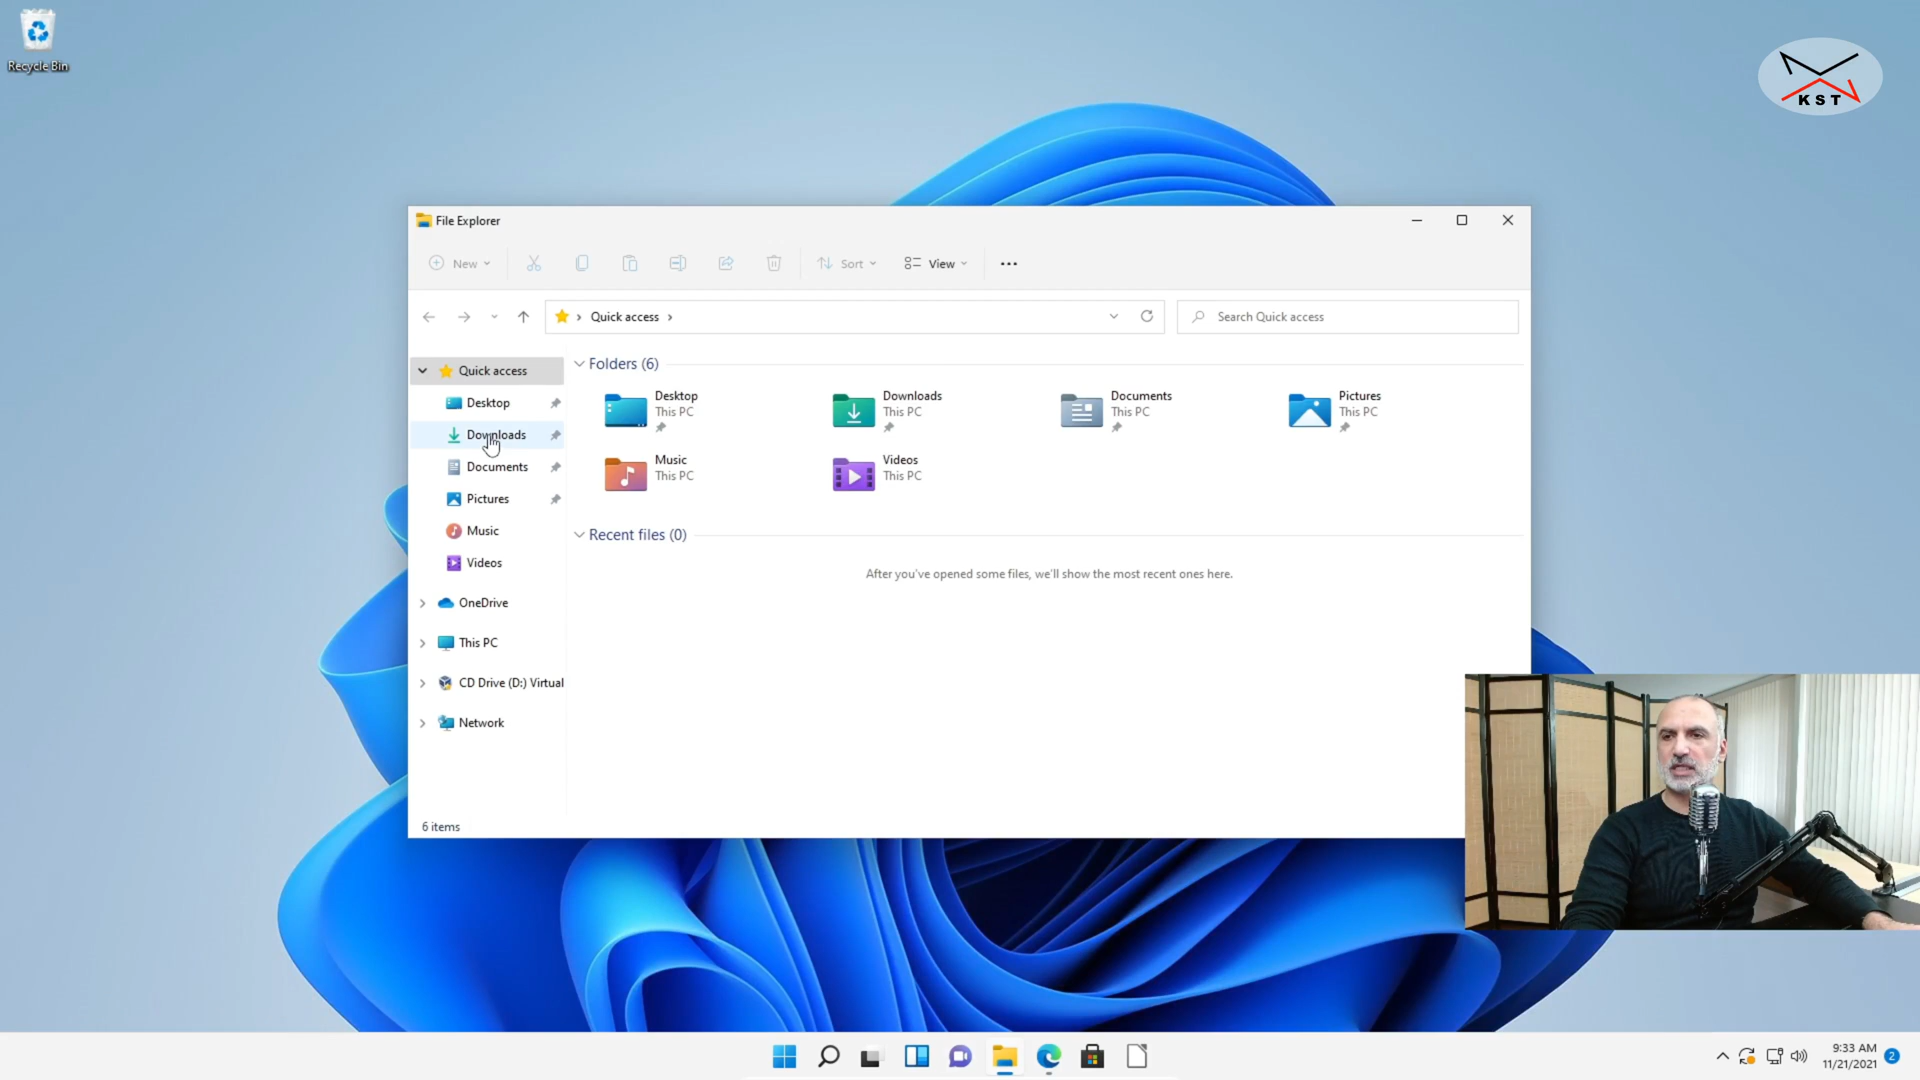 Recycle Bin
KST
File Explorer
New
Sort
View
Quick access
Search Quick access
Quick access
Desktop
Downloads
Documents
Pictures
Music
Videos
OneDrive
This PC
CD Drive (D:) Virtual
Network
Folders (6)
Desktop
This PC
Downloads
This PC
Documents
This PC
Pictures
This PC
Music
This PC
Videos
This PC
Recent files (0)
After you've opened some files, we'll show the most recent ones here.
6 items
9:33 AM
11/21/2021
2